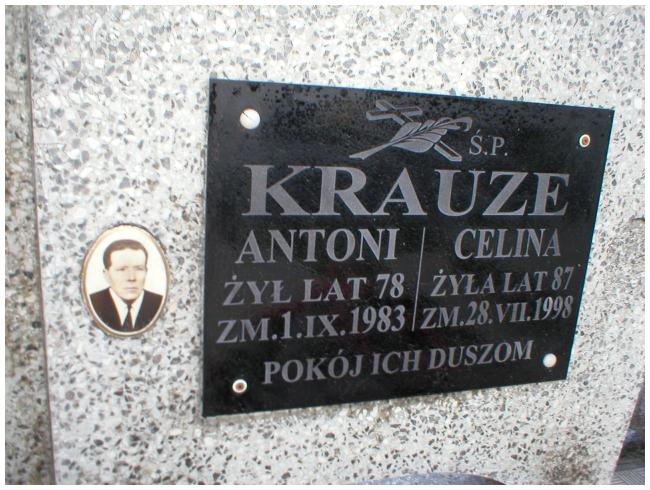 Ś.P.
KRAUZE
ANTONI CELINA
ŻYŁ LAT 78 ŻYŁA LAT 87
ZM.1.IX.1983 ZM.28.VII.1998
POKÓJ ICH DUSZOM